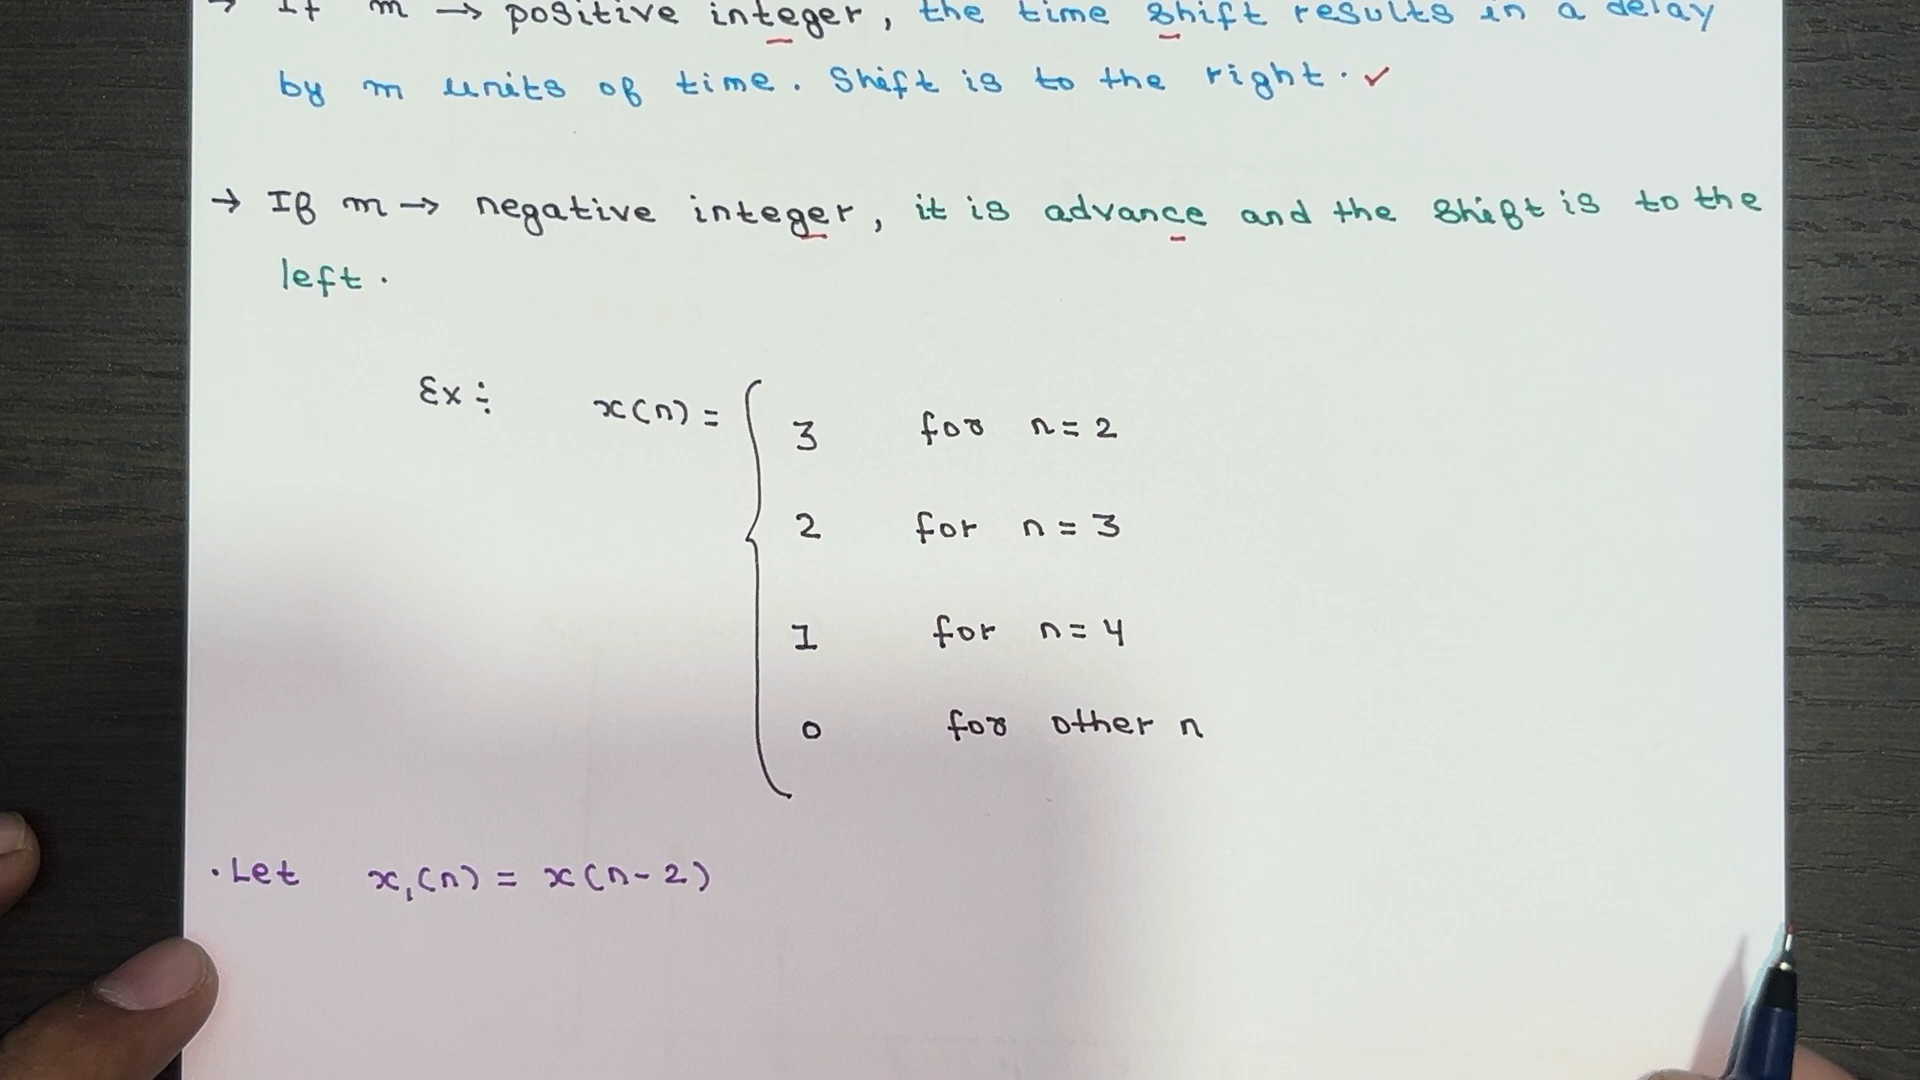 → If m → positive integer, the time shift results in a delay
by m units of time. Shift is to the right. ✓
→ If m → negative integer, it is advance and the shift is to the
left.
Ex ÷ x(n) = { 3 for n = 2
2 for n = 3
1 for n = 4
0 for other n
. Let x₁(n) = x(n-2)